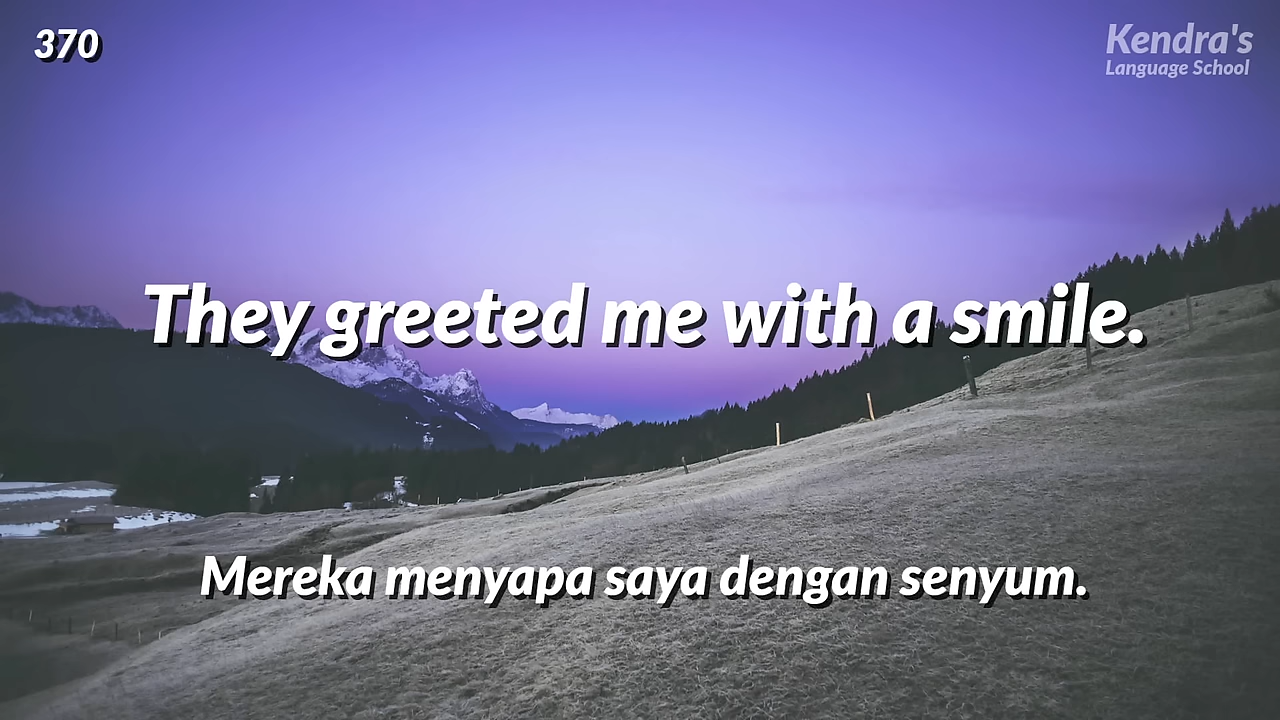 370
Kendra's
Language School
They greeted me with a smile.
Mereka menyapa saya dengan senyum.